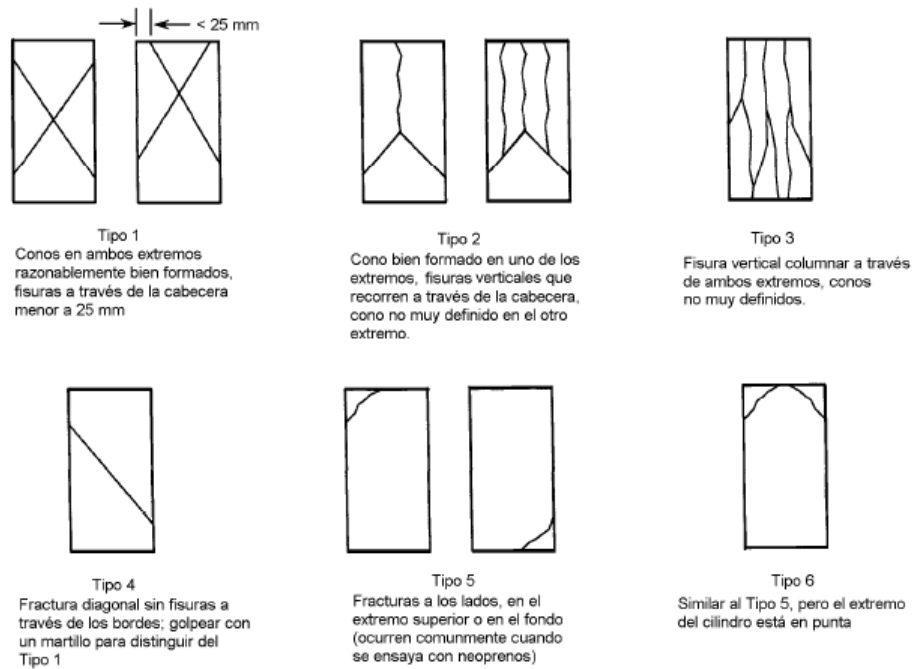 < 25 mm
Tipo 1
Conos en ambos extremos
razonablemente bien formados,
fisuras a través de la cabecera
menor a 25 mm
Tipo 2
Cono bien formado en uno de los
extremos, fisuras verticales que
recorren a través de la cabecera,
cono no muy definido en el otro
extremo.
Tipo 3
Fisura vertical columnar a través
de ambos extremos, conos
no muy definidos.
Tipo 4
Fractura diagonal sin fisuras a
través de los bordes; golpear con
un martillo para distinguir del
Tipo 1
Tipo 5
Fracturas a los lados, en el
extremo superior o en el fondo
(ocurren comunmente cuando
se ensaya con neoprenos)
Tipo 6
Similar al Tipo 5, pero el extremo
del cilindro está en punta